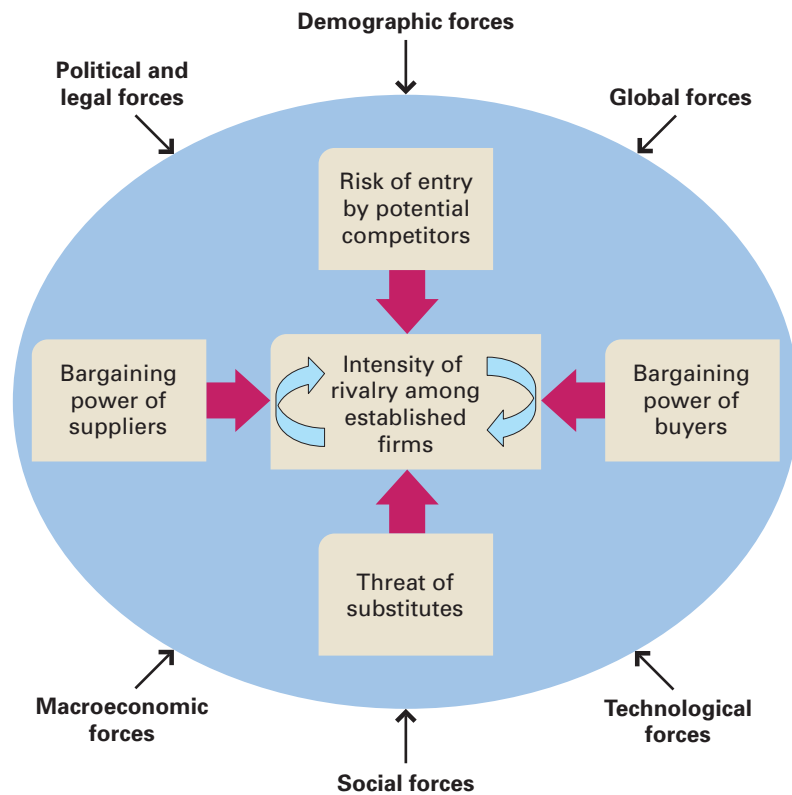 Demographic forces
Political and
legal forces
Global forces
Risk of entry
by potential
competitors
Bargaining
power of
suppliers
Intensity of
rivalry among
established
firms
Bargaining
power of
buyers
Threat of
substitutes
Macroeconomic
forces
Technological
forces
Social forces